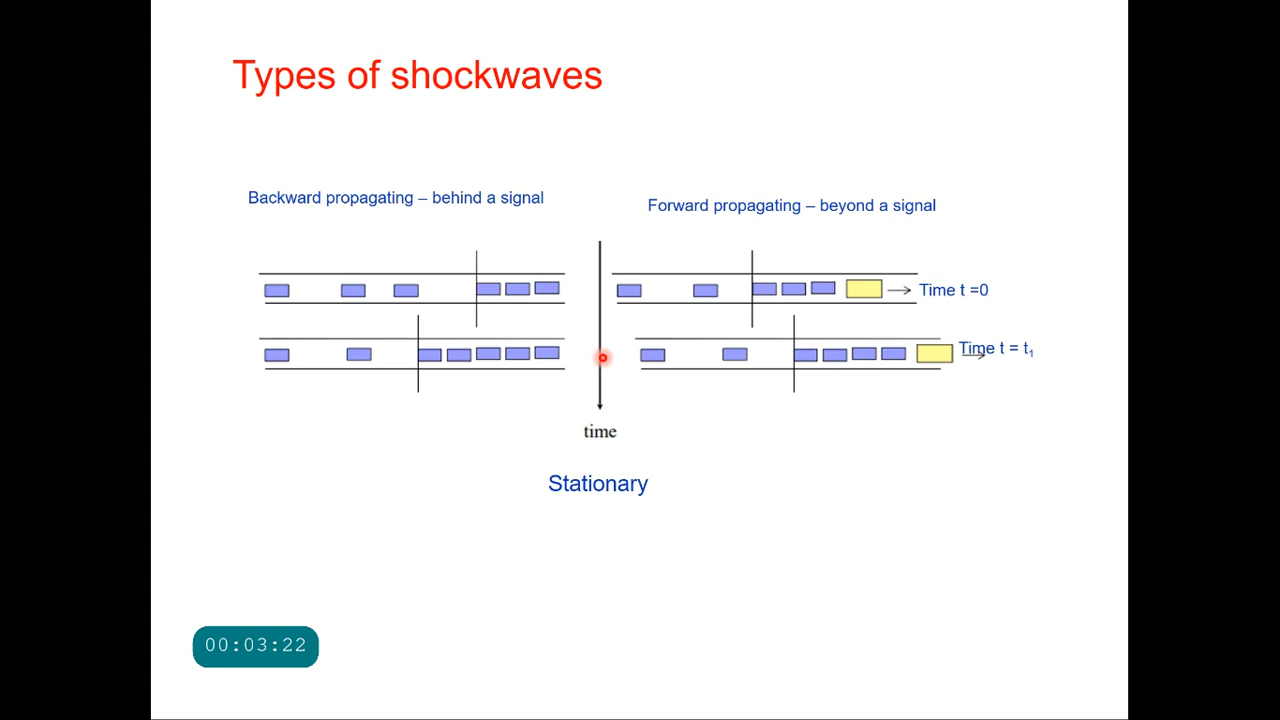 Types of shockwaves
Backward propagating – behind a signal
Forward propagating – beyond a signal
Time t =0
Time t = t1
time
Stationary
00:03:22